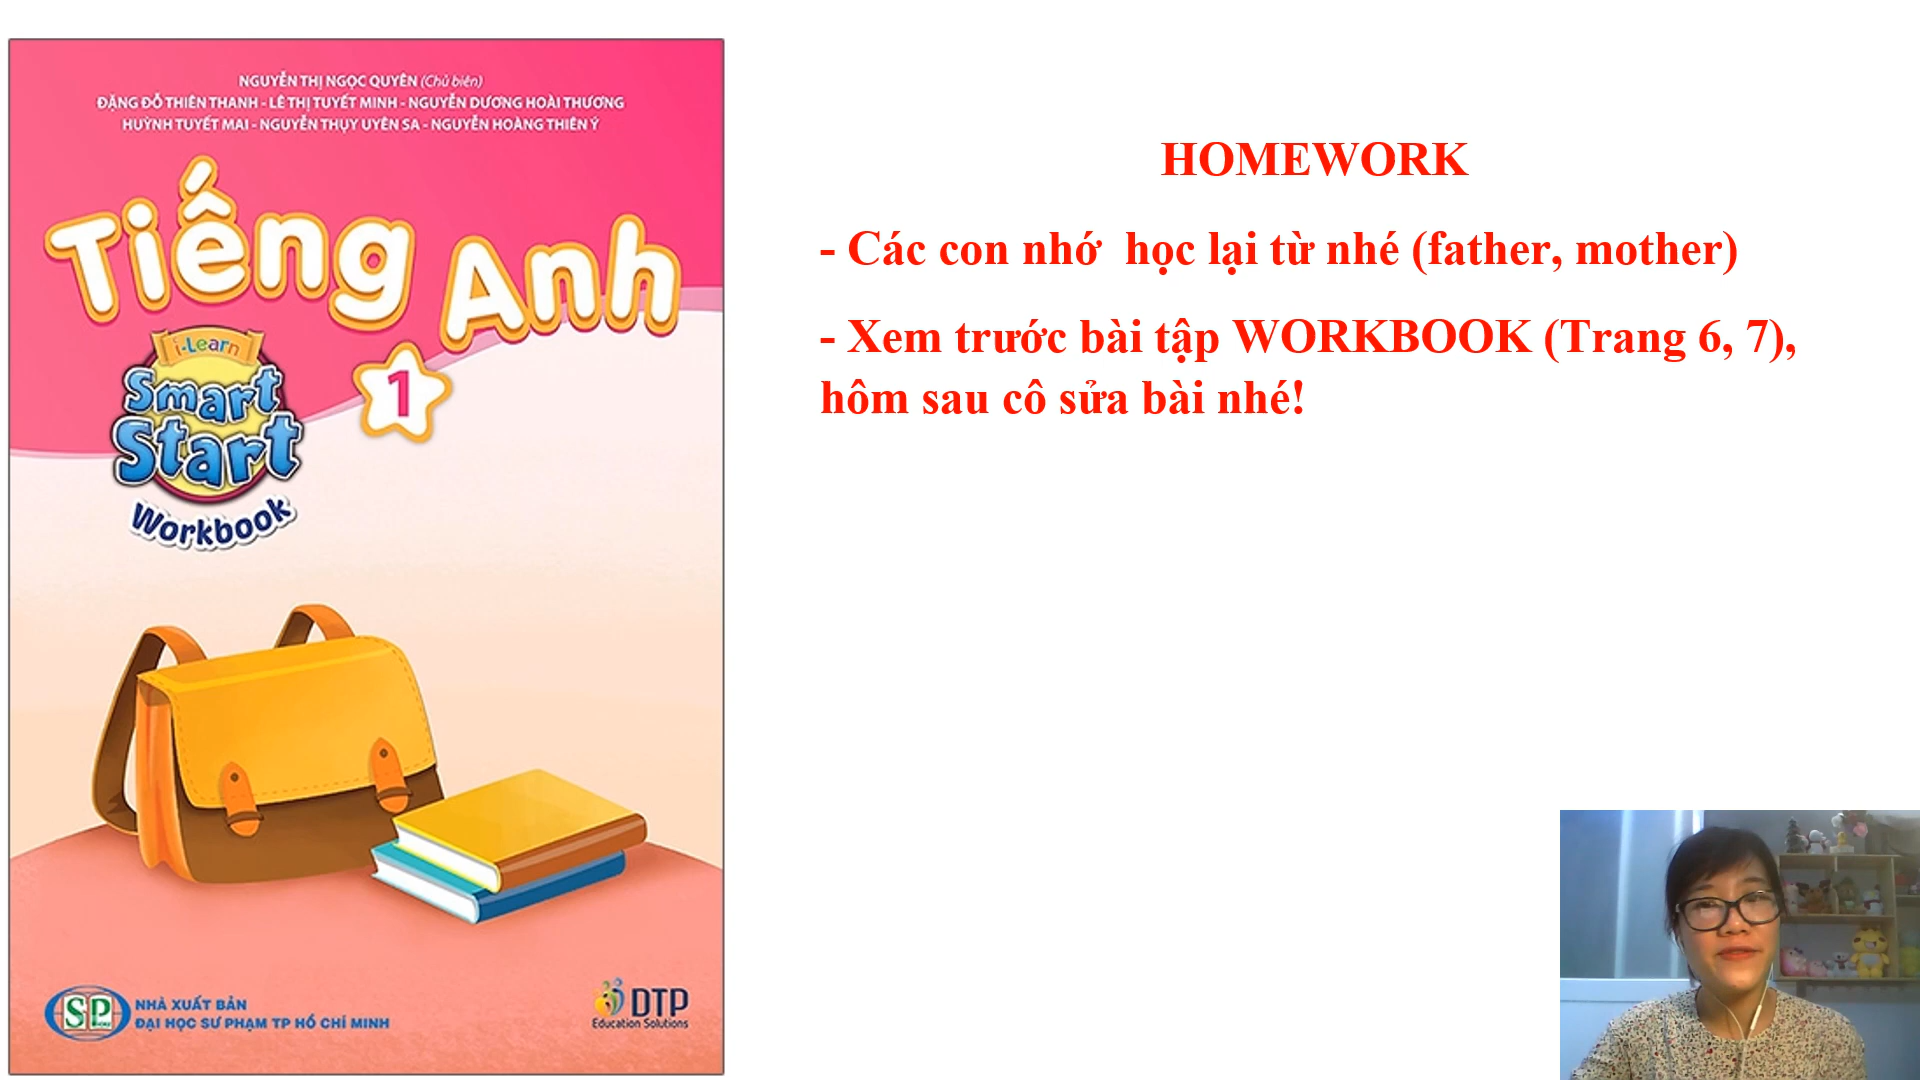 NGUYỄN THỊ NGỌC QUYÊN (Chủ biên)
ĐẶNG ĐỖ THIÊN THANH - LÊ THỊ TUYẾT MINH - NGUYỄN DƯƠNG HOÀI THƯƠNG
HUỲNH TUYẾT MAI - NGUYỄN THỤY UYÊN SA - NGUYỄN HOÀNG THIÊN Ý
Tiếng Anh
1
i-Learn
Smart
Start
Workbook
SP
NHÀ XUẤT BẢN
ĐẠI HỌC SƯ PHẠM TP HỒ CHÍ MINH
DTP
Education Solutions
HOMEWORK
- Các con nhớ học lại từ nhé (father, mother)
- Xem trước bài tập WORKBOOK (Trang 6, 7),
hôm sau cô sửa bài nhé!